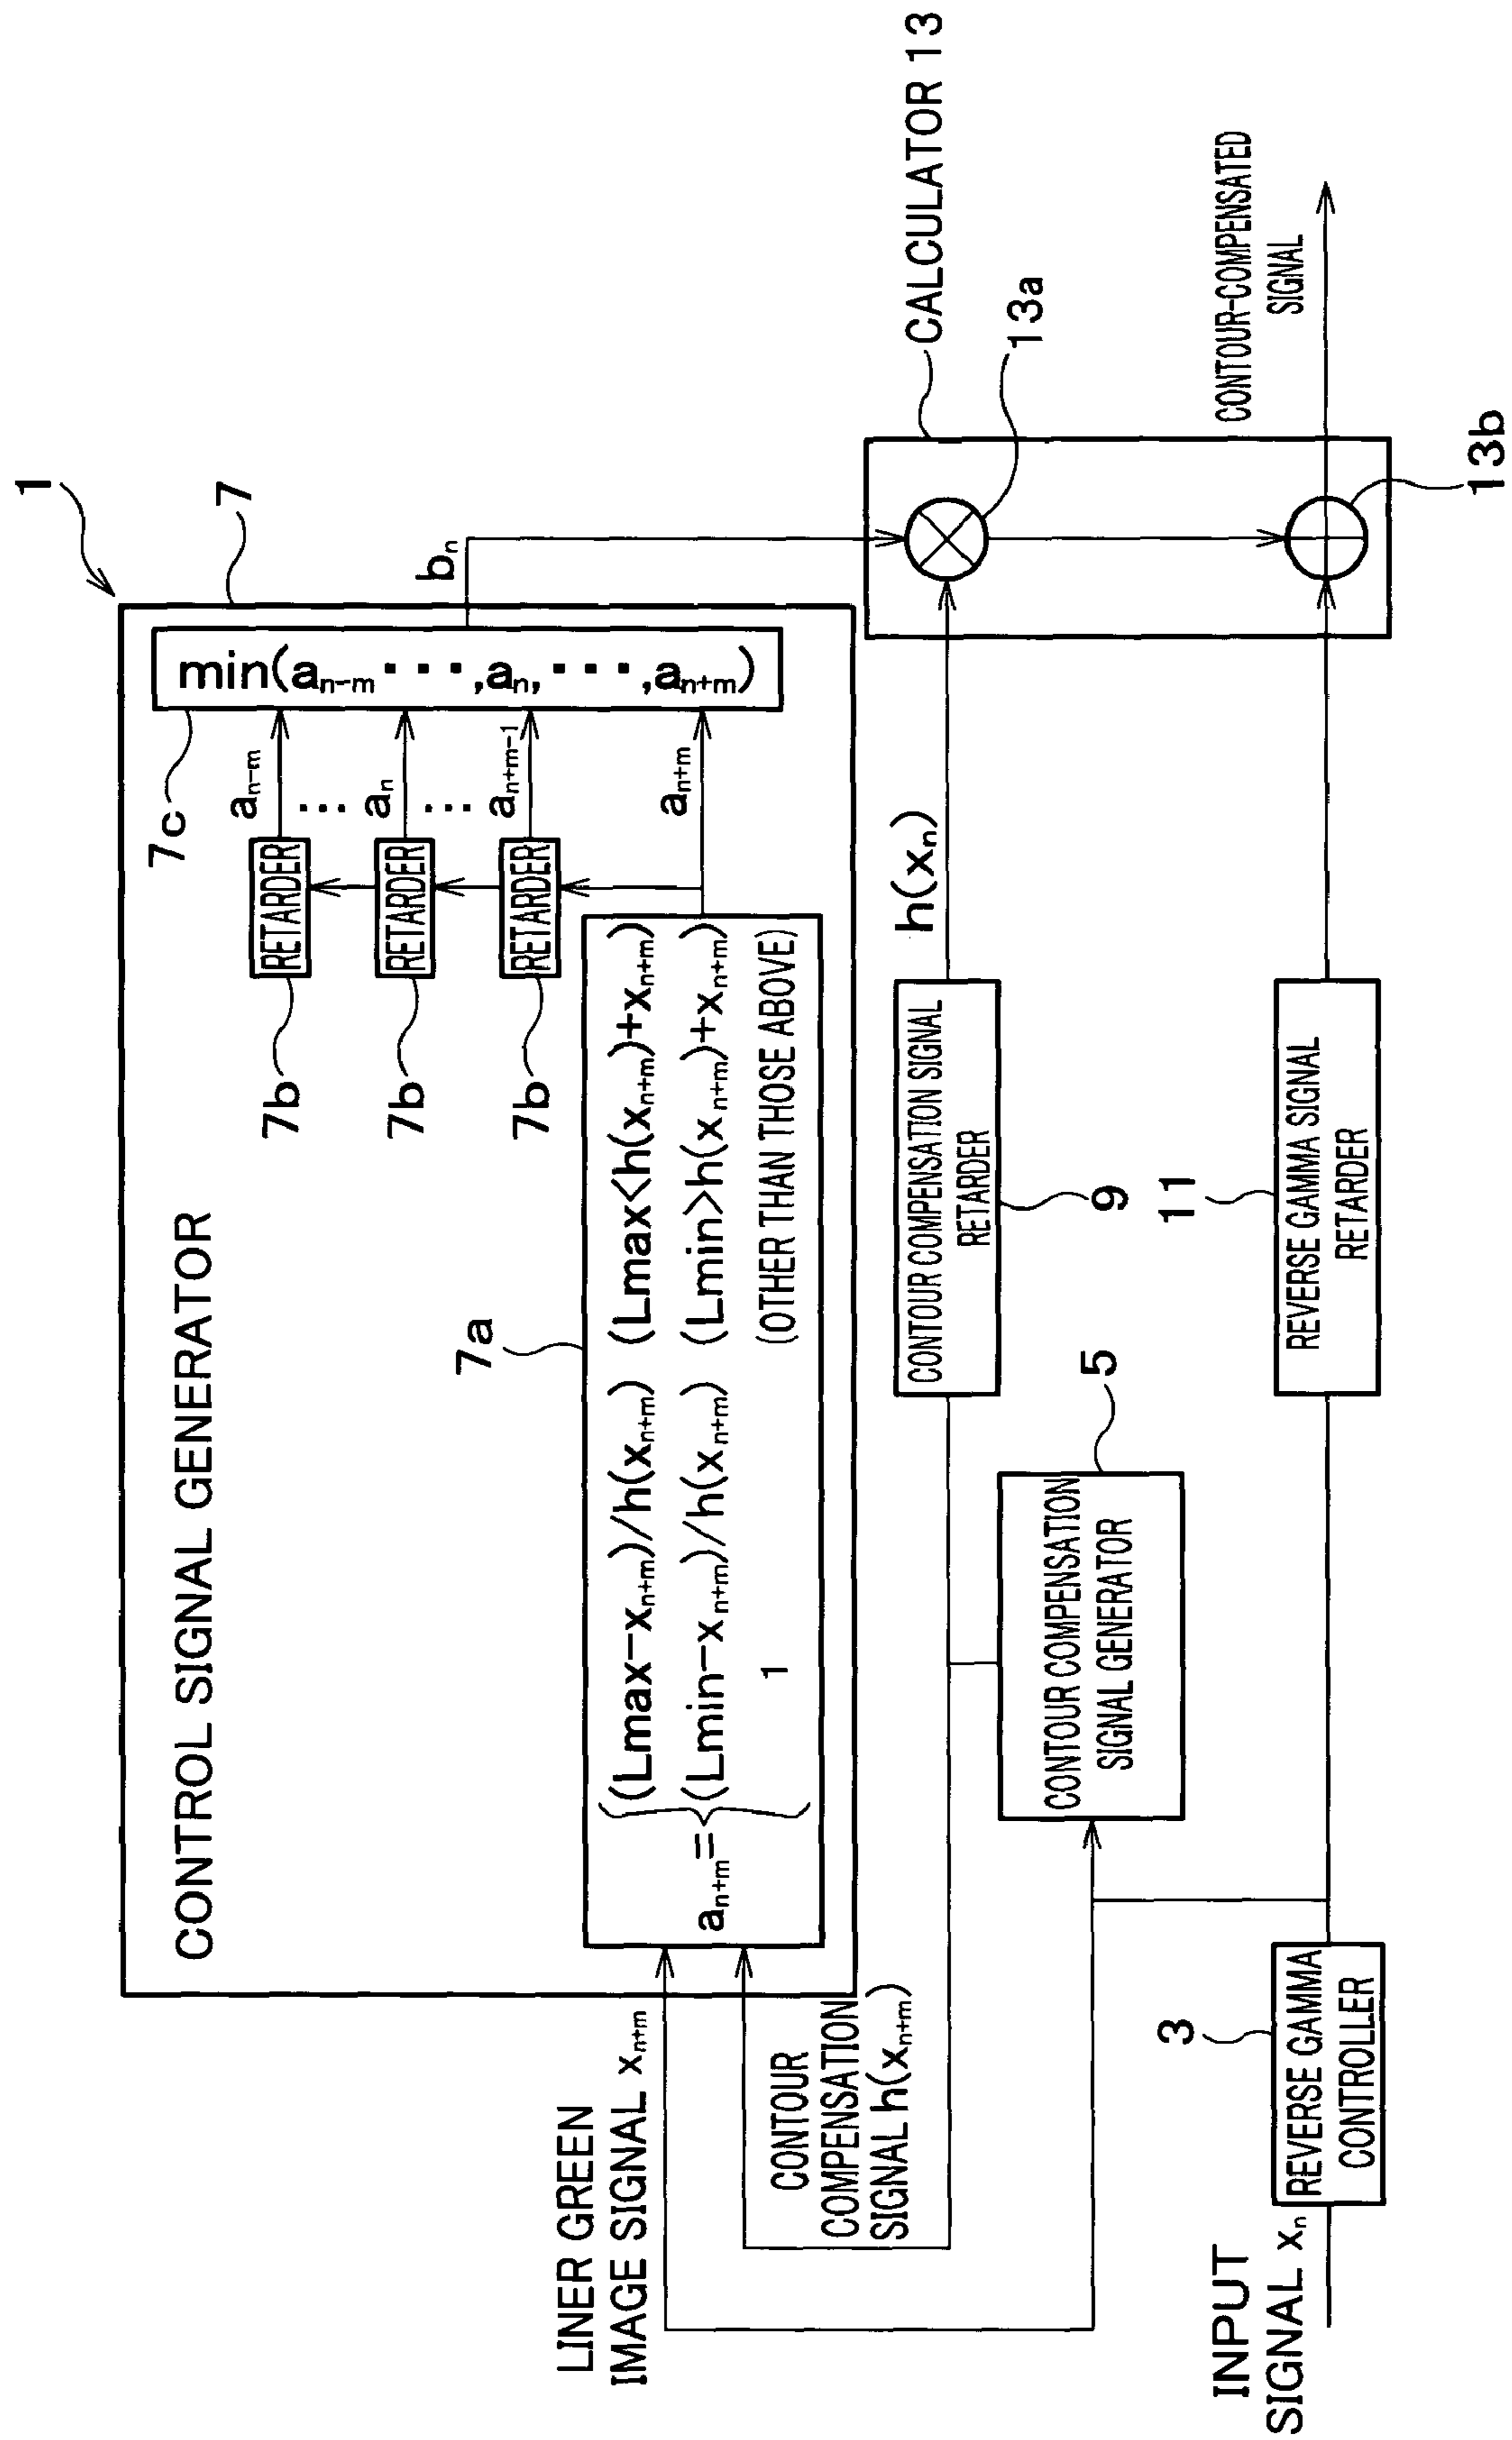 1
7
CONTROL SIGNAL GENERATOR
7c
min(aₙ₋ₘ・・・,aₙ,・・・,aₙ₊ₘ)
bₙ
7b
RETARDER
aₙ₋ₘ
...
7b
RETARDER
aₙ
...
7b
RETARDER
aₙ₊ₘ₋₁
aₙ₊ₘ
7a
aₙ₊ₘ=
(Lmax−xₙ₊ₘ)/h(xₙ₊ₘ) (Lmax<h(xₙ₊ₘ)+xₙ₊ₘ)
(Lmin−xₙ₊ₘ)/h(xₙ₊ₘ) (Lmin>h(xₙ₊ₘ)+xₙ₊ₘ)
1 (OTHER THAN THOSE ABOVE)
LINER GREEN
IMAGE SIGNAL xₙ₊ₘ
CONTOUR
COMPENSATION
SIGNAL h(xₙ₊ₘ)
CONTOUR COMPENSATION SIGNAL
RETARDER
9
h(xₙ)
CALCULATOR 13
13a
5
CONTOUR COMPENSATION
SIGNAL GENERATOR
3
REVERSE GAMMA
CONTROLLER
INPUT
SIGNAL xₙ
11
REVERSE GAMMA SIGNAL
RETARDER
13b
CONTOUR-COMPENSATED
SIGNAL